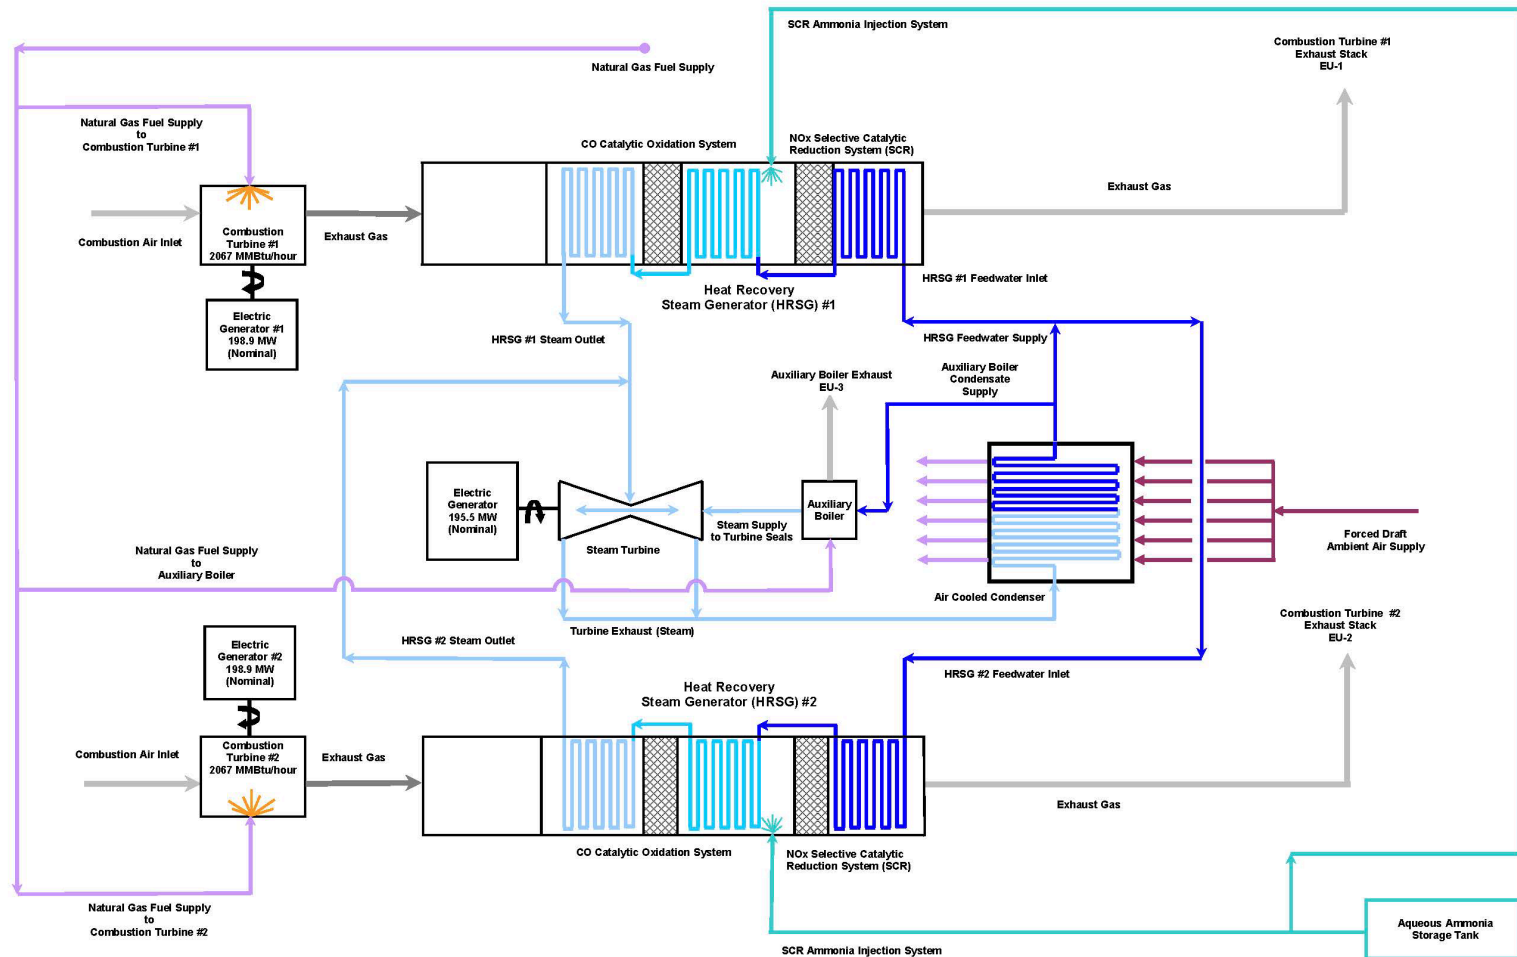 SCR Ammonia Injection System
Combustion Turbine #1
Exhaust Stack
EU-1
Natural Gas Fuel Supply
Natural Gas Fuel Supply
to
Combustion Turbine #1
CO Catalytic Oxidation System
NOx Selective Catalytic
Reduction System (SCR)
Exhaust Gas
Combustion Air Inlet
Combustion
Turbine #1
2067 MMBtu/hour
Exhaust Gas
HRSG #1 Feedwater Inlet
Heat Recovery
Steam Generator (HRSG) #1
Electric
Generator #1
198.9 MW
(Nominal)
HRSG #1 Steam Outlet
HRSG Feedwater Supply
Auxiliary Boiler Exhaust
EU-3
Auxiliary Boiler
Condensate
Supply
Electric
Generator
195.5 MW
(Nominal)
Auxiliary
Boiler
Steam Supply
to Turbine Seals
Steam Turbine
Forced Draft
Ambient Air Supply
Natural Gas Fuel Supply
to
Auxiliary Boiler
Air Cooled Condenser
Combustion Turbine #2
Exhaust Stack
EU-2
Turbine Exhaust (Steam)
HRSG #2 Steam Outlet
Electric
Generator #2
198.9 MW
(Nominal)
HRSG #2 Feedwater Inlet
Heat Recovery
Steam Generator (HRSG) #2
Combustion Air Inlet
Combustion
Turbine #2
2067 MMBtu/hour
Exhaust Gas
Exhaust Gas
CO Catalytic Oxidation System
NOx Selective Catalytic
Reduction System (SCR)
Natural Gas Fuel Supply
to
Combustion Turbine #2
SCR Ammonia Injection System
Aqueous Ammonia
Storage Tank